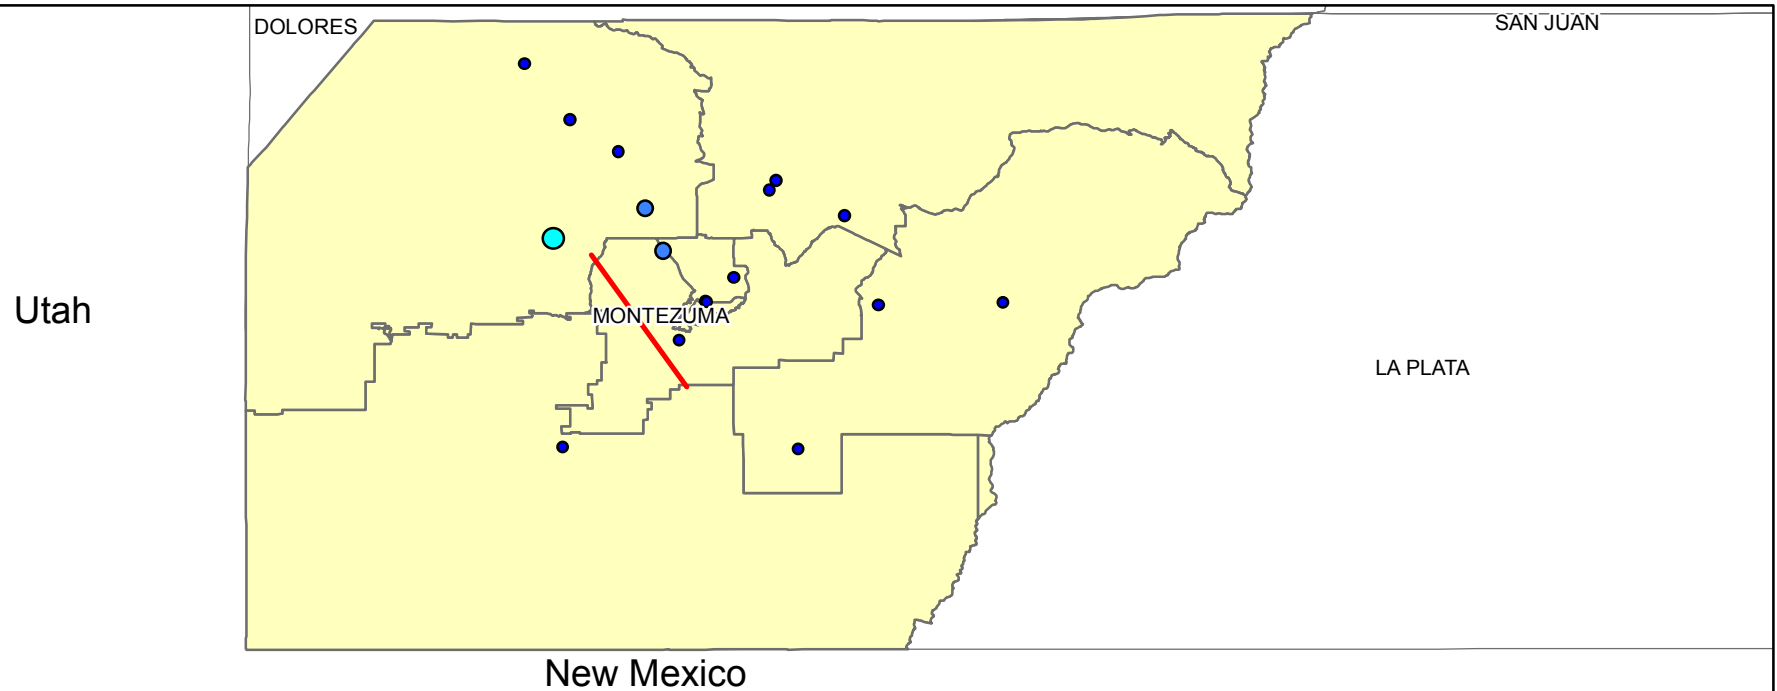 DOLORES
SAN JUAN
Utah
MONTEZUMA
LA PLATA
New Mexico